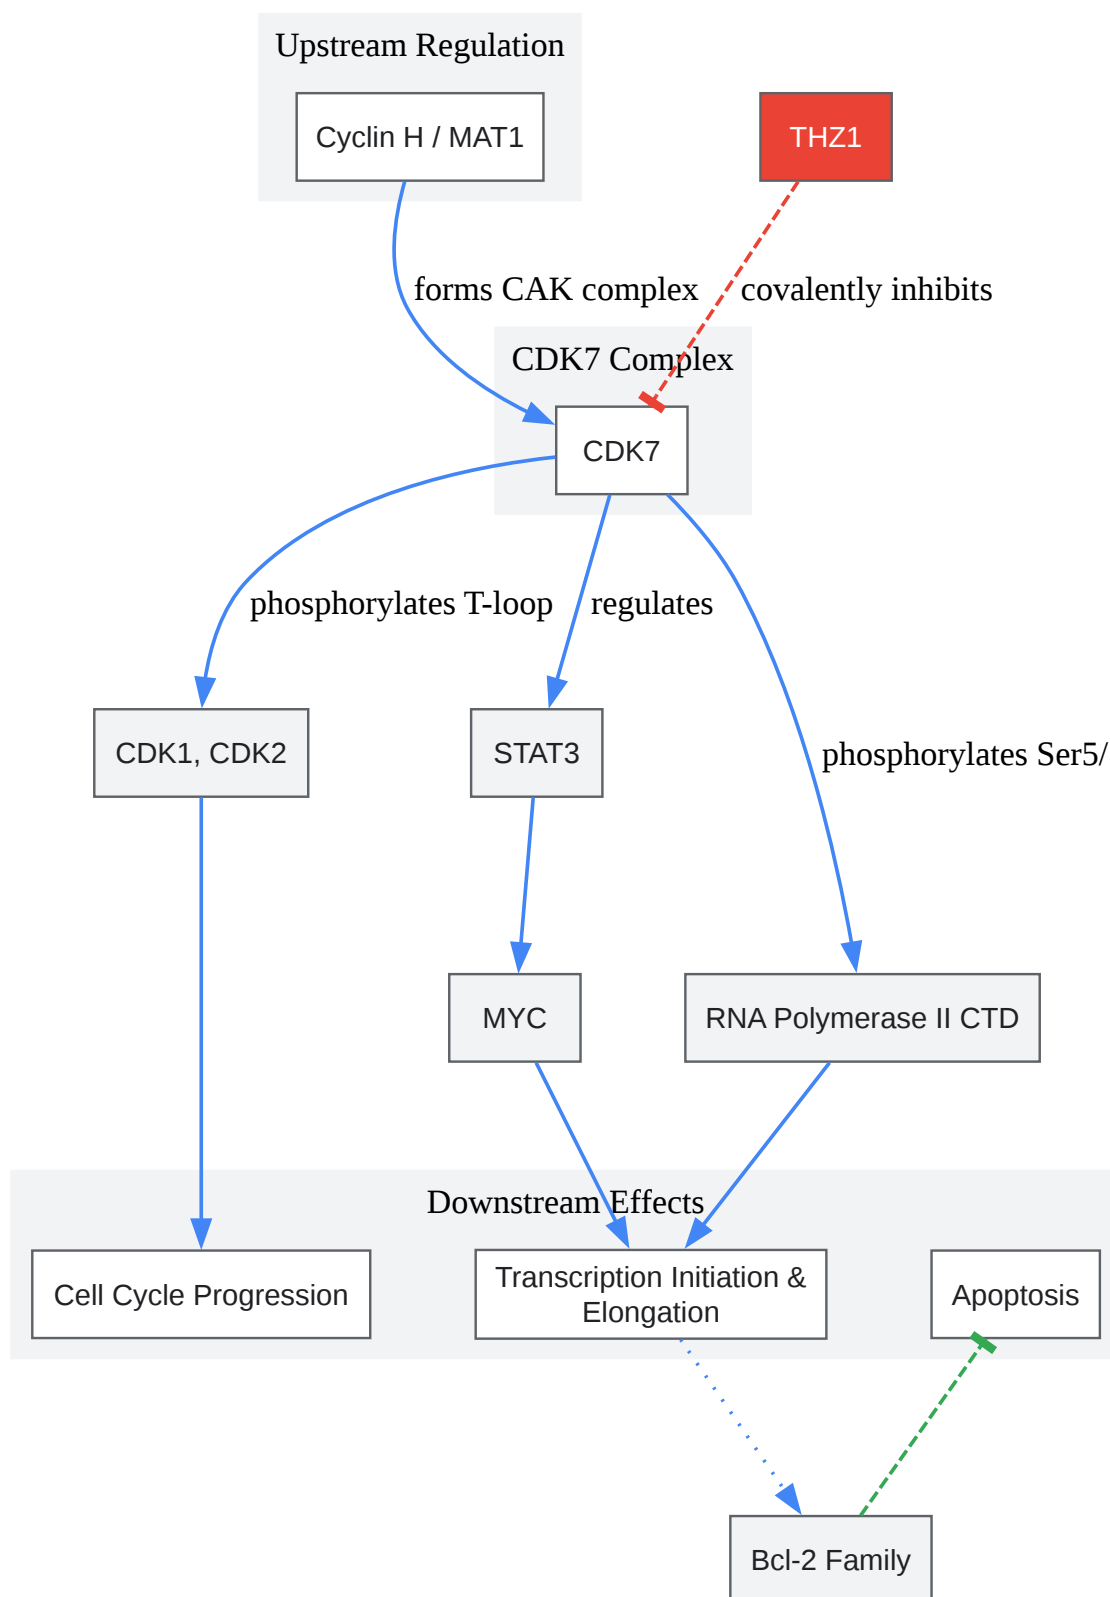 Upstream Regulation
Cyclin H / MAT1
THZ1
forms CAK complex
covalently inhibits
CDK7 Complex
CDK7
phosphorylates T-loop
regulates
CDK1, CDK2
STAT3
phosphorylates Ser5/
MYC
RNA Polymerase II CTD
Downstream Effects
Cell Cycle Progression
Transcription Initiation &
Elongation
Apoptosis
Bcl-2 Family